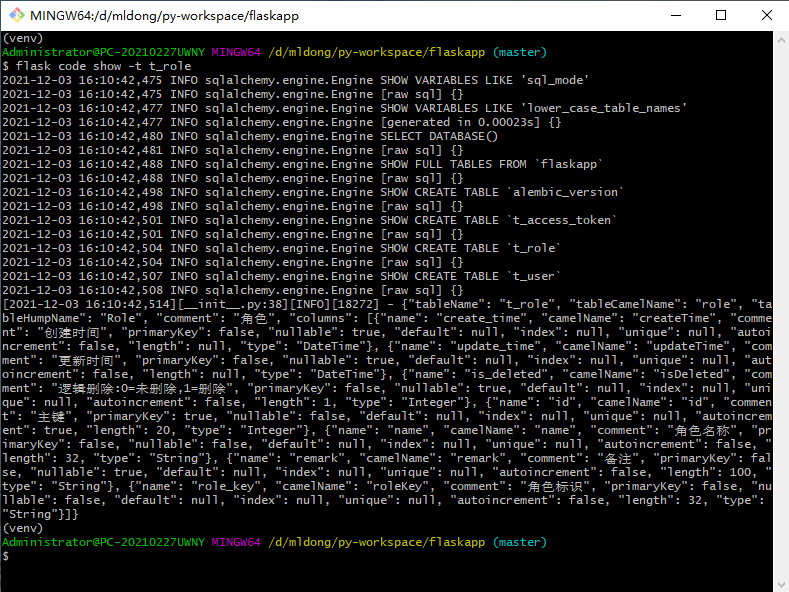 MINGW64:/d/mldong/py-workspace/flaskapp
(venv)
Administrator@PC-20210227UWNY MINGW64 /d/mldong/py-workspace/flaskapp (master)
$ flask code show -t t_role
2021-12-03 16:10:42,475 INFO sqlalchemy.engine.Engine SHOW VARIABLES LIKE 'sql_mode'
2021-12-03 16:10:42,475 INFO sqlalchemy.engine.Engine [raw sql] {}
2021-12-03 16:10:42,477 INFO sqlalchemy.engine.Engine SHOW VARIABLES LIKE 'lower_case_table_names'
2021-12-03 16:10:42,477 INFO sqlalchemy.engine.Engine [generated in 0.00023s] {}
2021-12-03 16:10:42,480 INFO sqlalchemy.engine.Engine SELECT DATABASE()
2021-12-03 16:10:42,481 INFO sqlalchemy.engine.Engine [raw sql] {}
2021-12-03 16:10:42,488 INFO sqlalchemy.engine.Engine SHOW FULL TABLES FROM `flaskapp`
2021-12-03 16:10:42,488 INFO sqlalchemy.engine.Engine [raw sql] {}
2021-12-03 16:10:42,498 INFO sqlalchemy.engine.Engine SHOW CREATE TABLE `alembic_version`
2021-12-03 16:10:42,498 INFO sqlalchemy.engine.Engine [raw sql] {}
2021-12-03 16:10:42,501 INFO sqlalchemy.engine.Engine SHOW CREATE TABLE `t_access_token`
2021-12-03 16:10:42,501 INFO sqlalchemy.engine.Engine [raw sql] {}
2021-12-03 16:10:42,504 INFO sqlalchemy.engine.Engine SHOW CREATE TABLE `t_role`
2021-12-03 16:10:42,504 INFO sqlalchemy.engine.Engine [raw sql] {}
2021-12-03 16:10:42,507 INFO sqlalchemy.engine.Engine SHOW CREATE TABLE `t_user`
2021-12-03 16:10:42,508 INFO sqlalchemy.engine.Engine [raw sql] {}
[2021-12-03 16:10:42,514][__init__.py:38][INFO][18272] - {"tableName": "t_role", "tableCamelName": "role", "ta
bleHumpName": "Role", "comment": "角色", "columns": [{"name": "create_time", "camelName": "createTime", "comme
nt": "创建时间", "primaryKey": false, "nullable": true, "default": null, "index": null, "unique": null, "autoi
ncrement": false, "length": null, "type": "DateTime"}, {"name": "update_time", "camelName": "updateTime", "com
ment": "更新时间", "primaryKey": false, "nullable": true, "default": null, "index": null, "unique": null, "aut
oincrement": false, "length": null, "type": "DateTime"}, {"name": "is_deleted", "camelName": "isDeleted", "com
ment": "逻辑删除:0=未删除,1=删除", "primaryKey": false, "nullable": true, "default": null, "index": null, "uni
que": null, "autoincrement": false, "length": 1, "type": "Integer"}, {"name": "id", "camelName": "id", "commen
t": "主键", "primaryKey": true, "nullable": false, "default": null, "index": null, "unique": null, "autoincrem
ent": true, "length": 20, "type": "Integer"}, {"name": "name", "camelName": "name", "comment": "角色名称", "pr
imaryKey": false, "nullable": false, "default": null, "index": null, "unique": null, "autoincrement": false, "
length": 32, "type": "String"}, {"name": "remark", "camelName": "remark", "comment": "备注", "primaryKey": fal
se, "nullable": true, "default": null, "index": null, "unique": null, "autoincrement": false, "length": 100, "
type": "String"}, {"name": "role_key", "camelName": "roleKey", "comment": "角色标识", "primaryKey": false, "nu
llable": false, "default": null, "index": null, "unique": null, "autoincrement": false, "length": 32, "type":
"String"}]}
(venv)
Administrator@PC-20210227UWNY MINGW64 /d/mldong/py-workspace/flaskapp (master)
$